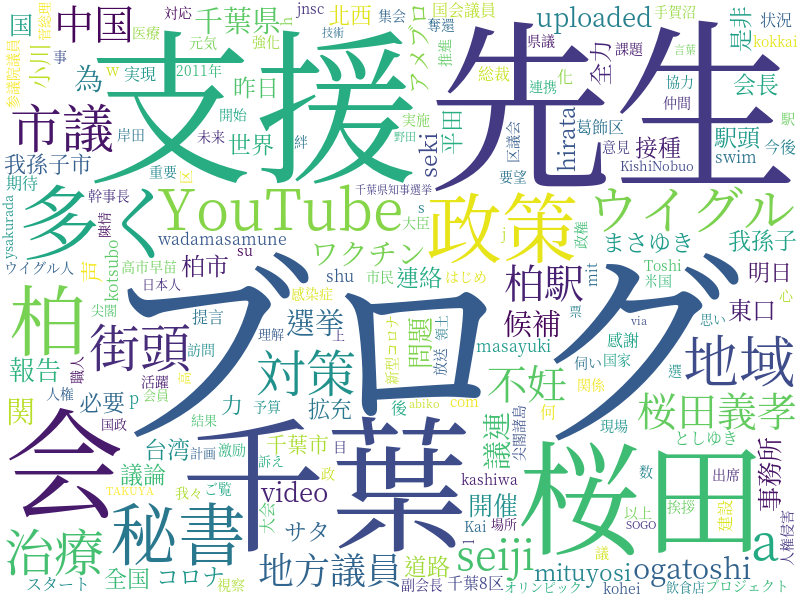 国
中国
対応
千葉県
jnsc
集会
国会議員
奪還
uploaded
是非
県議
手賀沼
状況
kokkai
参議院議員
小川
菅総理
事
為
医療
元気
強化
北西
アメブロ
技術
推進
総裁
化
全力
課題
言葉
w
実現
2011年
昨日
支援
先生
会長
市議
岸田
開始
未来
世界
絆
実施
野田
seki
平田
hirata
連携
区議会
葛飾区
意見
接種
協力
仲間
駅頭
駅
我孫子市
期待
重要
区
幹事長
陳情
千葉県知事選挙
s
大臣
j
要望
政権
KishiNobuo
swim
今後
ysakurada
多く
YouTube
政策
ウイグル
ウイグル人
声
kotsubo
高市早苗
wadamasamune
su
日本人
ワクチン
shu
市民
連絡
はじめ
まさゆき
我孫子
mit
Toshi
米国
心
明日
柏
柏市
尖閣
提言
訪問
ブログ
感染症
選挙
理解
上
新型コロナ
放送
領土
問題
柏駅
候補
票
via
思い
東口
街頭
報告
職人
活躍
人権
会員
高
対策
masayuki
感謝
国家
伺い
関係
選
地域
関
必要
p
国政
結果
力
予算
拡充
後
abiko
com
何
不妊
尖閣諸島
現場
桜田義孝
会
台湾
計画
激励
訴え
千葉市
目
政
千葉
議連
桜田
としゆき
数
出席
事務所
議論
TAKUYA
我々
ご覧
video
大会
kashiwa
開催
Kai
場所
以上
SOGO
挨拶
建設
議
人権侵害
治療
秘書
サタ
地方議員
道路
seiji
mituyosi
ogatoshi
a
スタート
全国
コロナ
視察
副会長
千葉8区
オリンピック
kohei
飲食店プロジェクト
l
h